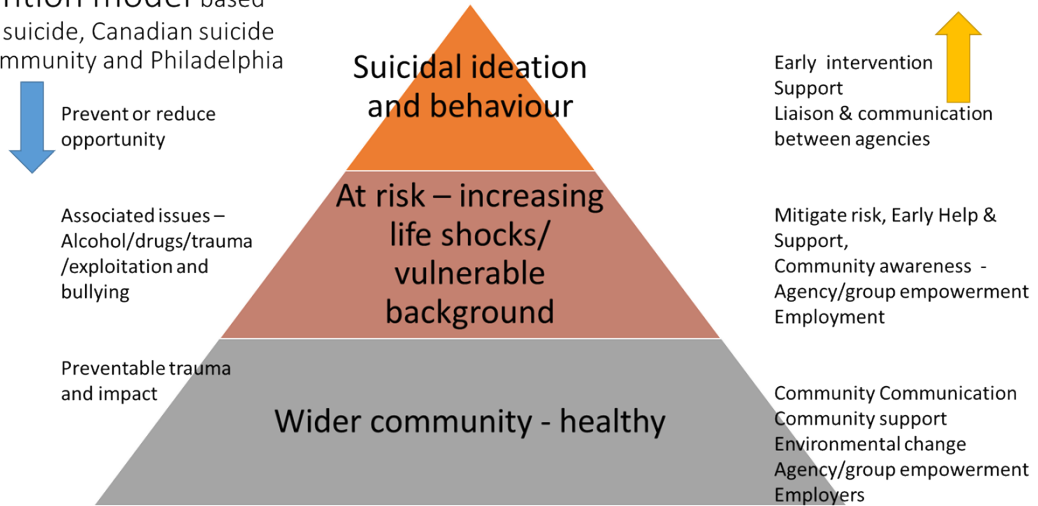 ntion model based
suicide, Canadian suicide
mmunity and Philadelphia
Prevent or reduce
opportunity
Associated issues –
Alcohol/drugs/trauma
/exploitation and
bullying
Preventable trauma
and impact
Suicidal ideation
and behaviour
At risk – increasing
life shocks/
vulnerable
background
Wider community - healthy
Early  intervention
Support
Liaison & communication
between agencies
Mitigate risk, Early Help &
Support,
Community awareness  -
Agency/group empowerment
Employment
Community Communication
Community support
Environmental change
Agency/group empowerment
Employers